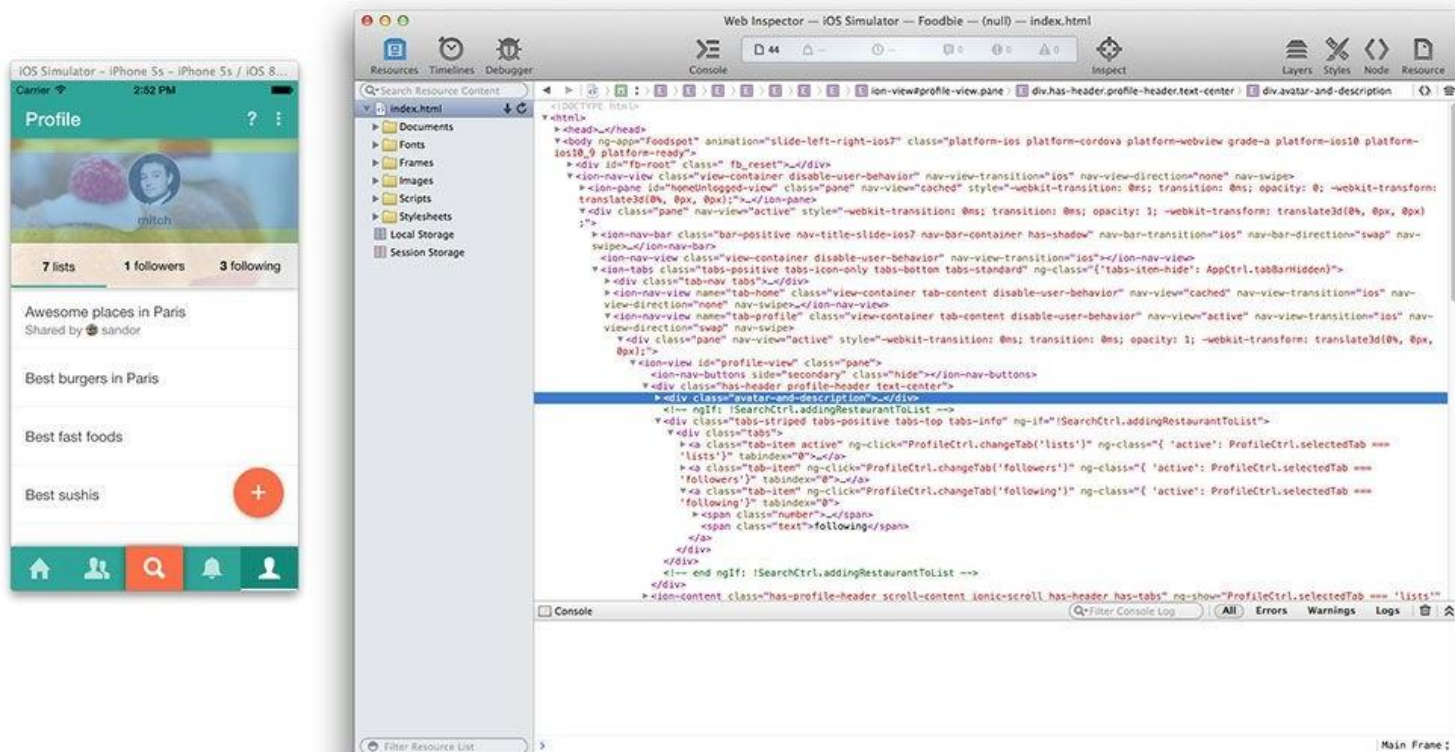 iOS Simulator – iPhone 5s – iPhone 5s / iOS 8...
Carrier 2:52 PM
Profile ? 
mitch
7 lists 1 followers 3 following
Awesome places in Paris
Shared by sandor
Best burgers in Paris
Best fast foods
Best sushis
+
Web Inspector — iOS Simulator — Foodbie — (null) — index.html
Resources Timelines Debugger Console 44 0 0 0 Inspect Layers Styles Node Resource
Search Resource Content
index.html
Documents
Fonts
Frames
Images
Scripts
Stylesheets
Local Storage
Session Storage
Filter Resource List
E E E E E E E E ion-view#profile-view.pane E div.has-header.profile-header.text-center E div.avatar-and-description
<!DOCTYPE html>
<html>
<head>…</head>
<body ng-app="Foodspot" animation="slide-left-right-ios7" class="platform-ios platform-cordova platform-webview grade-a platform-ios10 platform-
ios10_9 platform-ready">
<div id="fb-root" class=" fb_reset">…</div>
<ion-nav-view class="view-container disable-user-behavior" nav-view-transition="ios" nav-view-direction="none" nav-swipe>
<ion-pane id="homeUnlogged-view" class="pane" nav-view="cached" style="-webkit-transition: 0ms; transition: 0ms; opacity: 0; -webkit-transform:
translate3d(0%, 0px, 0px);">…</ion-pane>
<div class="pane" nav-view="active" style="-webkit-transition: 0ms; transition: 0ms; opacity: 1; -webkit-transform: translate3d(0%, 0px, 0px)
;">
<ion-nav-bar class="bar-positive nav-title-slide-ios7 nav-bar-container has-shadow" nav-bar-transition="ios" nav-bar-direction="swap" nav-
swipe>…</ion-nav-bar>
<ion-nav-view class="view-container disable-user-behavior" nav-view-transition="ios"></ion-nav-view>
<ion-tabs class="tabs-positive tabs-icon-only tabs-bottom tabs-standard" ng-class="{'tabs-item-hide': AppCtrl.tabBarHidden}">
<div class="tab-nav tabs">…</div>
<ion-nav-view name="tab-home" class="view-container tab-content disable-user-behavior" nav-view="cached" nav-view-transition="ios" nav-
view-direction="none" nav-swipe>…</ion-nav-view>
<ion-nav-view name="tab-profile" class="view-container tab-content disable-user-behavior" nav-view="active" nav-view-transition="ios" nav-
view-direction="swap" nav-swipe>
<div class="pane" nav-view="active" style="-webkit-transition: 0ms; transition: 0ms; opacity: 1; -webkit-transform: translate3d(0%, 0px,
0px);">
<ion-view id="profile-view" class="pane">
<ion-nav-buttons side="secondary" class="hide"></ion-nav-buttons>
<div class="has-header profile-header text-center">
<div class="avatar-and-description">…</div>
<!-- ngIf: !SearchCtrl.addingRestaurantToList -->
<div class="tabs-striped tabs-positive tabs-top tabs-info" ng-if="!SearchCtrl.addingRestaurantToList">
<div class="tabs">
<a class="tab-item active" ng-click="ProfileCtrl.changeTab('lists')" ng-class="{ 'active': ProfileCtrl.selectedTab ===
'lists'}" tabindex="0">…</a>
<a class="tab-item" ng-click="ProfileCtrl.changeTab('followers')" ng-class="{ 'active': ProfileCtrl.selectedTab ===
'followers'}" tabindex="0">…</a>
<a class="tab-item" ng-click="ProfileCtrl.changeTab('following')" ng-class="{ 'active': ProfileCtrl.selectedTab ===
'following'}" tabindex="0">
<span class="number">…</span>
<span class="text">following</span>
</a>
</div>
</div>
<!-- end ngIf: !SearchCtrl.addingRestaurantToList -->
</div>
<ion-content class="has-profile-header scroll-content ionic-scroll has-header has-tabs" ng-show="ProfileCtrl.selectedTab === 'lists'"
Console Filter Console Log All Errors Warnings Logs
Main Frame